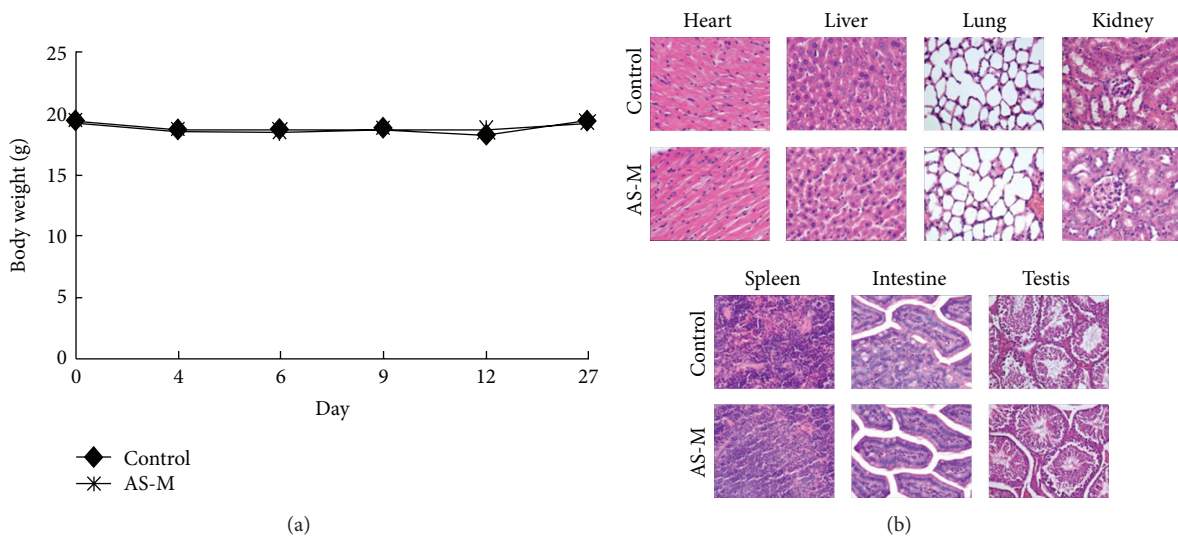 25
20
15
10
5
0
Body weight (g)
0 4 6 9 12 27
Day
Control
AS-M
(a)
Heart Liver Lung Kidney
Control
AS-M
Spleen Intestine Testis
Control
AS-M
(b)